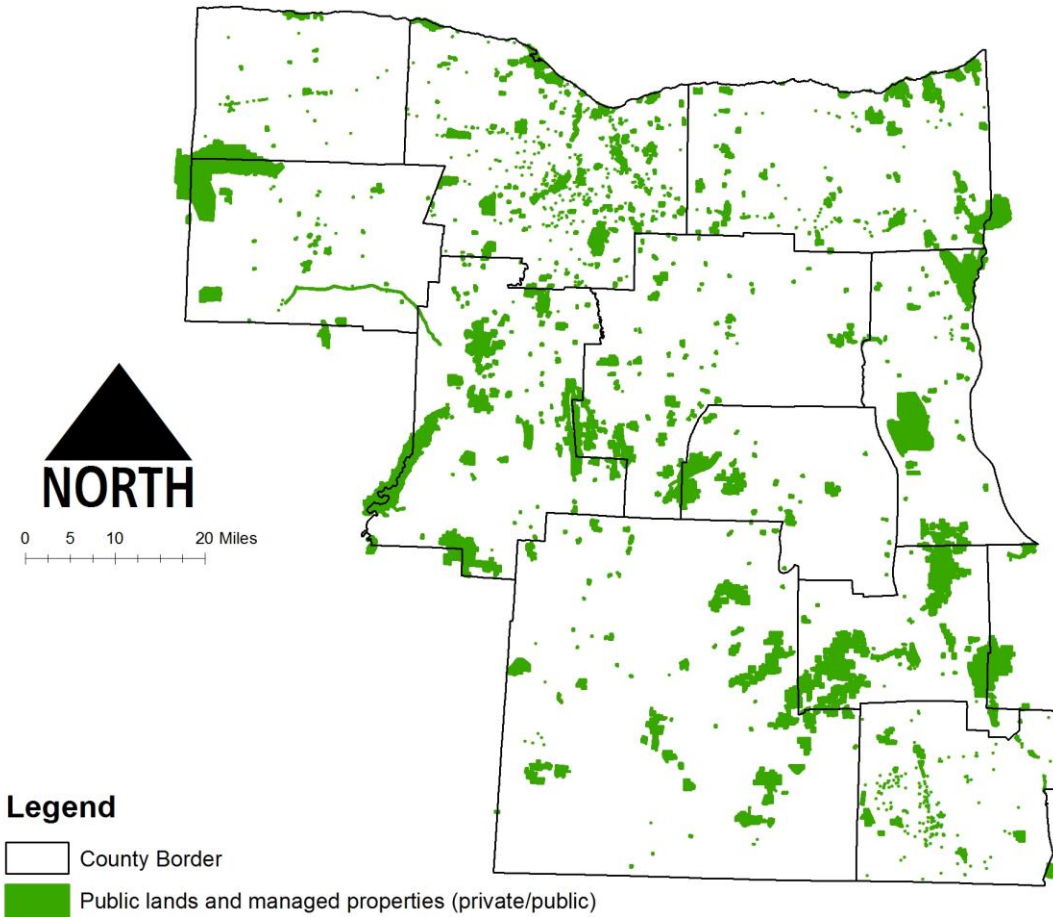 NORTH
0 5 10 20 Miles
Legend
County Border
Public lands and managed properties (private/public)